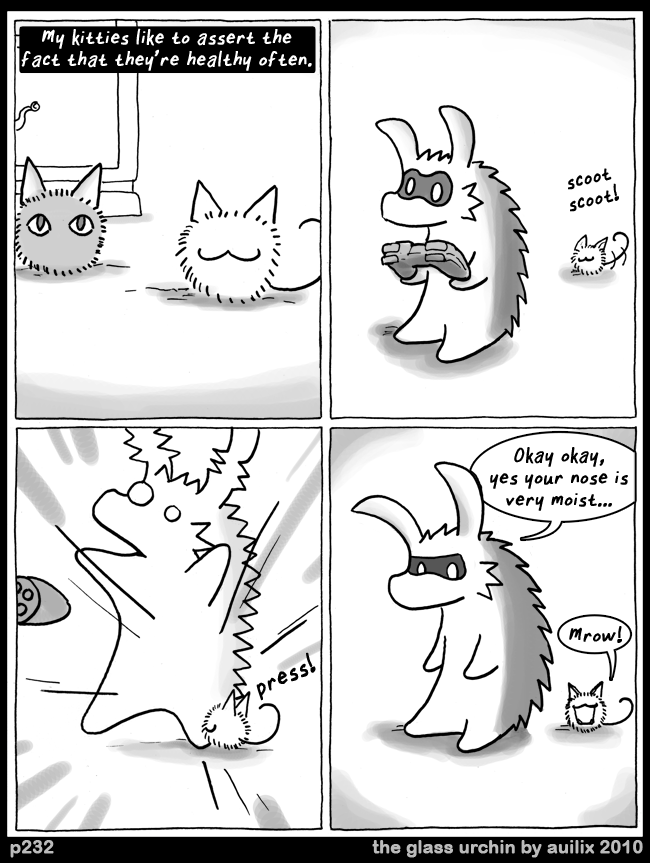 My kitties like to assert the
fact that they're healthy often.
scoot
scoot!
press!
Okay okay,
yes your nose is
very moist...
Mrow!
p232
the glass urchin by auilix 2010